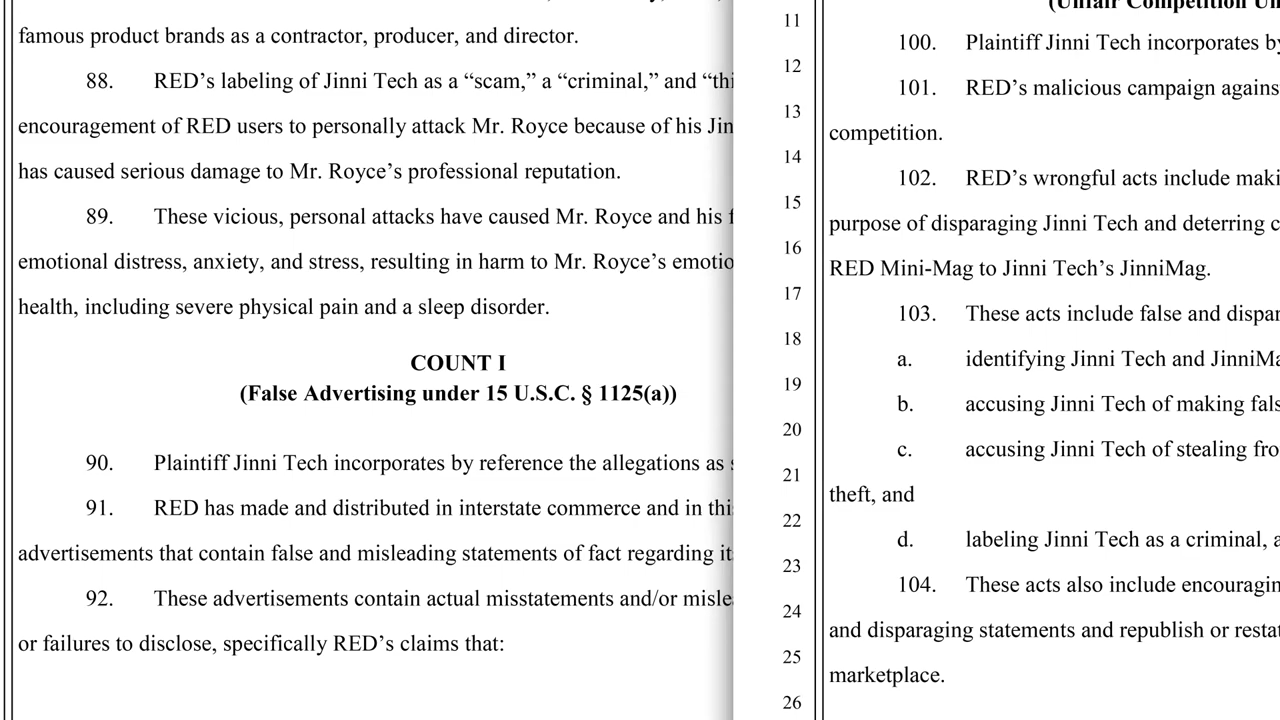 famous product brands as a contractor, producer, and director.
88. RED’s labeling of Jinni Tech as a “scam,” a “criminal,” and
encouragement of RED users to personally attack Mr. Royce because of his
has caused serious damage to Mr. Royce’s professional reputation.
89. These vicious, personal attacks have caused Mr. Royce and his
emotional distress, anxiety, and stress, resulting in harm to Mr. Royce’s
health, including severe physical pain and a sleep disorder.
COUNT I
(False Advertising under 15 U.S.C. § 1125(a))
90. Plaintiff Jinni Tech incorporates by reference the allegations as
91. RED has made and distributed in interstate commerce and in
advertisements that contain false and misleading statements of fact regarding
92. These advertisements contain actual misstatements and/or
or failures to disclose, specifically RED’s claims that:
(Unfair Competition
11
100. Plaintiff Jinni Tech incorporates
12
101. RED’s malicious campaign
13
competition.
14
102. RED’s wrongful acts include
15
purpose of disparaging Jinni Tech and deterring
16
RED Mini-Mag to Jinni Tech’s JinniMag.
17
103. These acts include false and
18
a. identifying Jinni Tech and
19
b. accusing Jinni Tech of making
20
c. accusing Jinni Tech of stealing
21
theft, and
22
d. labeling Jinni Tech as a criminal,
23
104. These acts also include
24
and disparaging statements and republish or
25
marketplace.
26